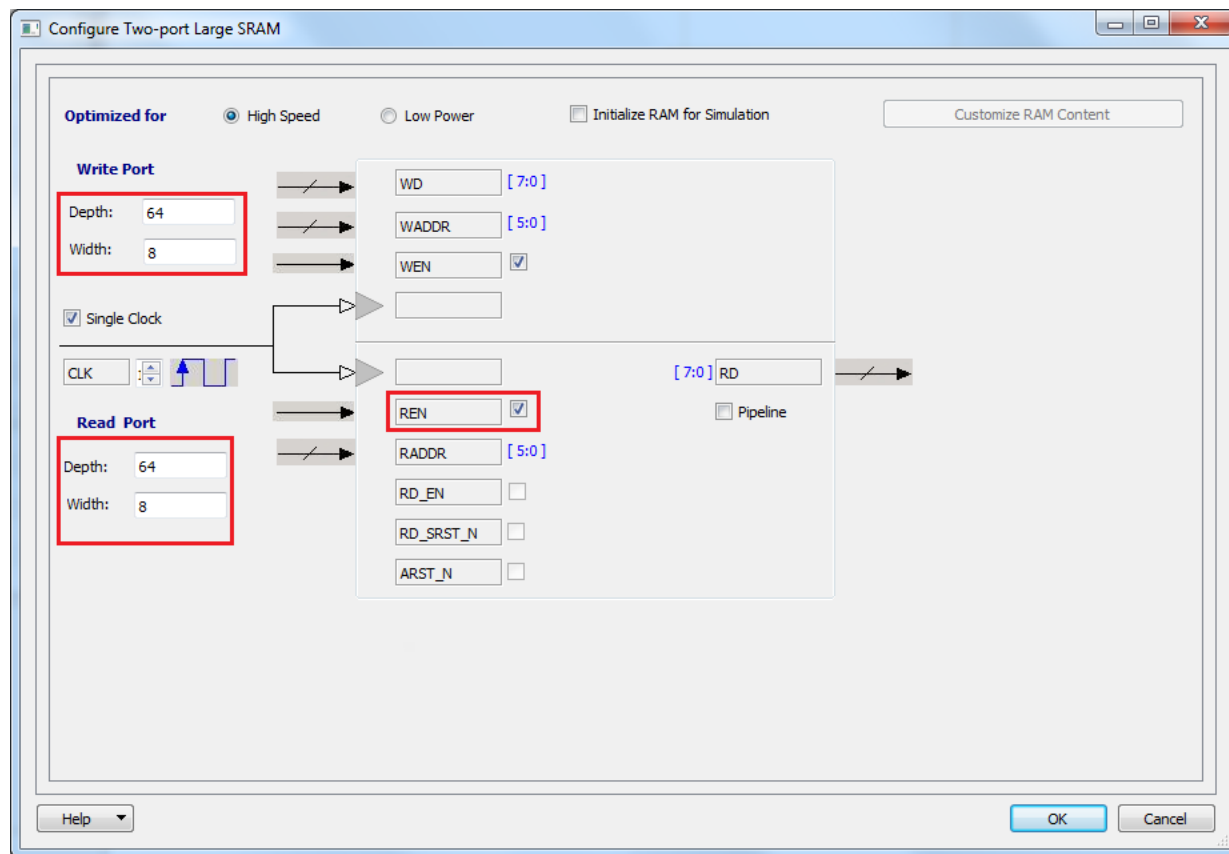 Configure Two-port Large SRAM
Optimized for High Speed Low Power Initialize RAM for Simulation Customize RAM Content
Write Port
WD [ 7:0 ]
Depth: 64
WADDR [ 5:0 ]
Width: 8
WEN
Single Clock
CLK
[ 7:0 ] RD
REN
Pipeline
Read Port
RADDR [ 5:0 ]
Depth: 64
RD_EN
Width: 8
RD_SRST_N
ARST_N
Help OK Cancel